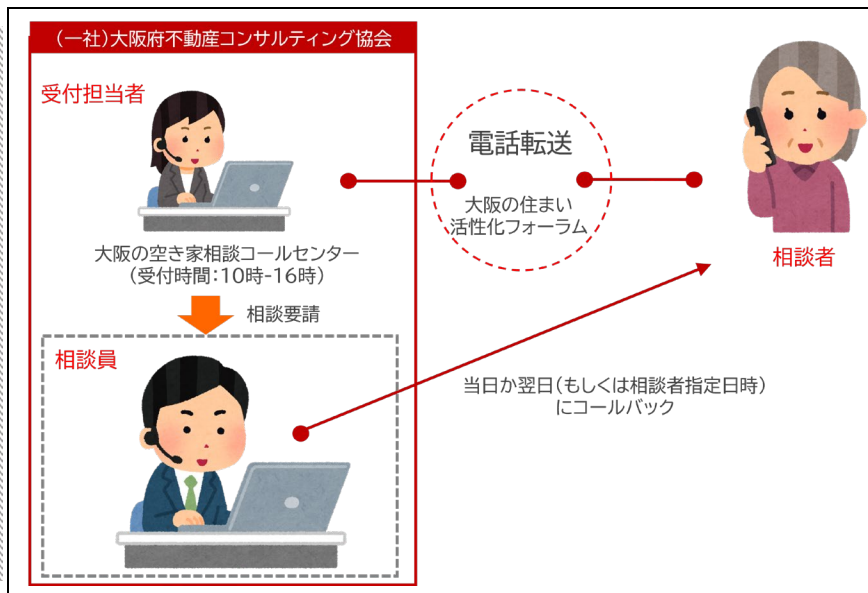 (一社)大阪府不動産コンサルティング協会
受付担当者
大阪の空き家相談コールセンター
(受付時間:10時-16時)
相談要請
相談員
電話転送
大阪の住まい
活性化フォーラム
相談者
当日か翌日(もしくは相談者指定日時)
にコールバック